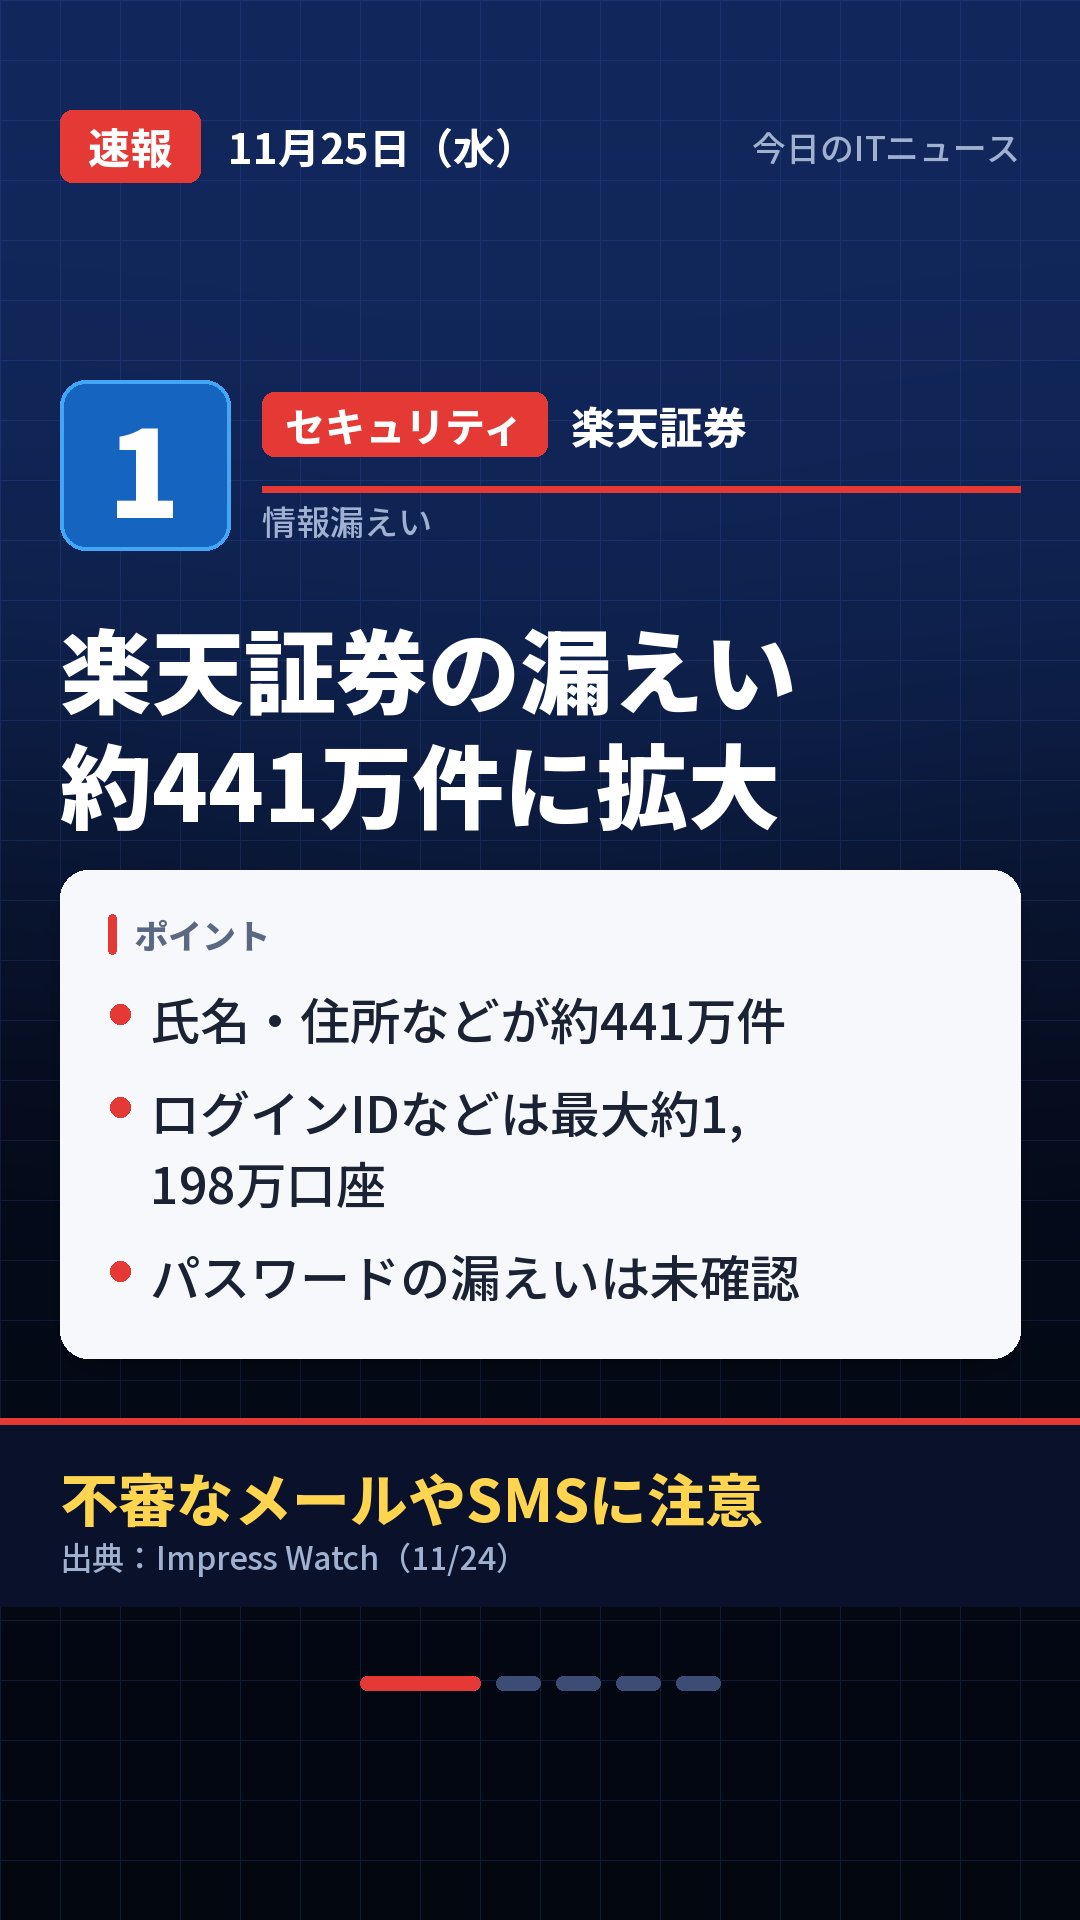 速報 11月25日（水） 今日のITニュース
1
セキュリティ 楽天証券
情報漏えい
楽天証券の漏えい
約441万件に拡大
ポイント
氏名・住所などが約441万件
ログインIDなどは最大約1,
198万口座
パスワードの漏えいは未確認
不審なメールやSMSに注意
出典：Impress Watch（11/24）